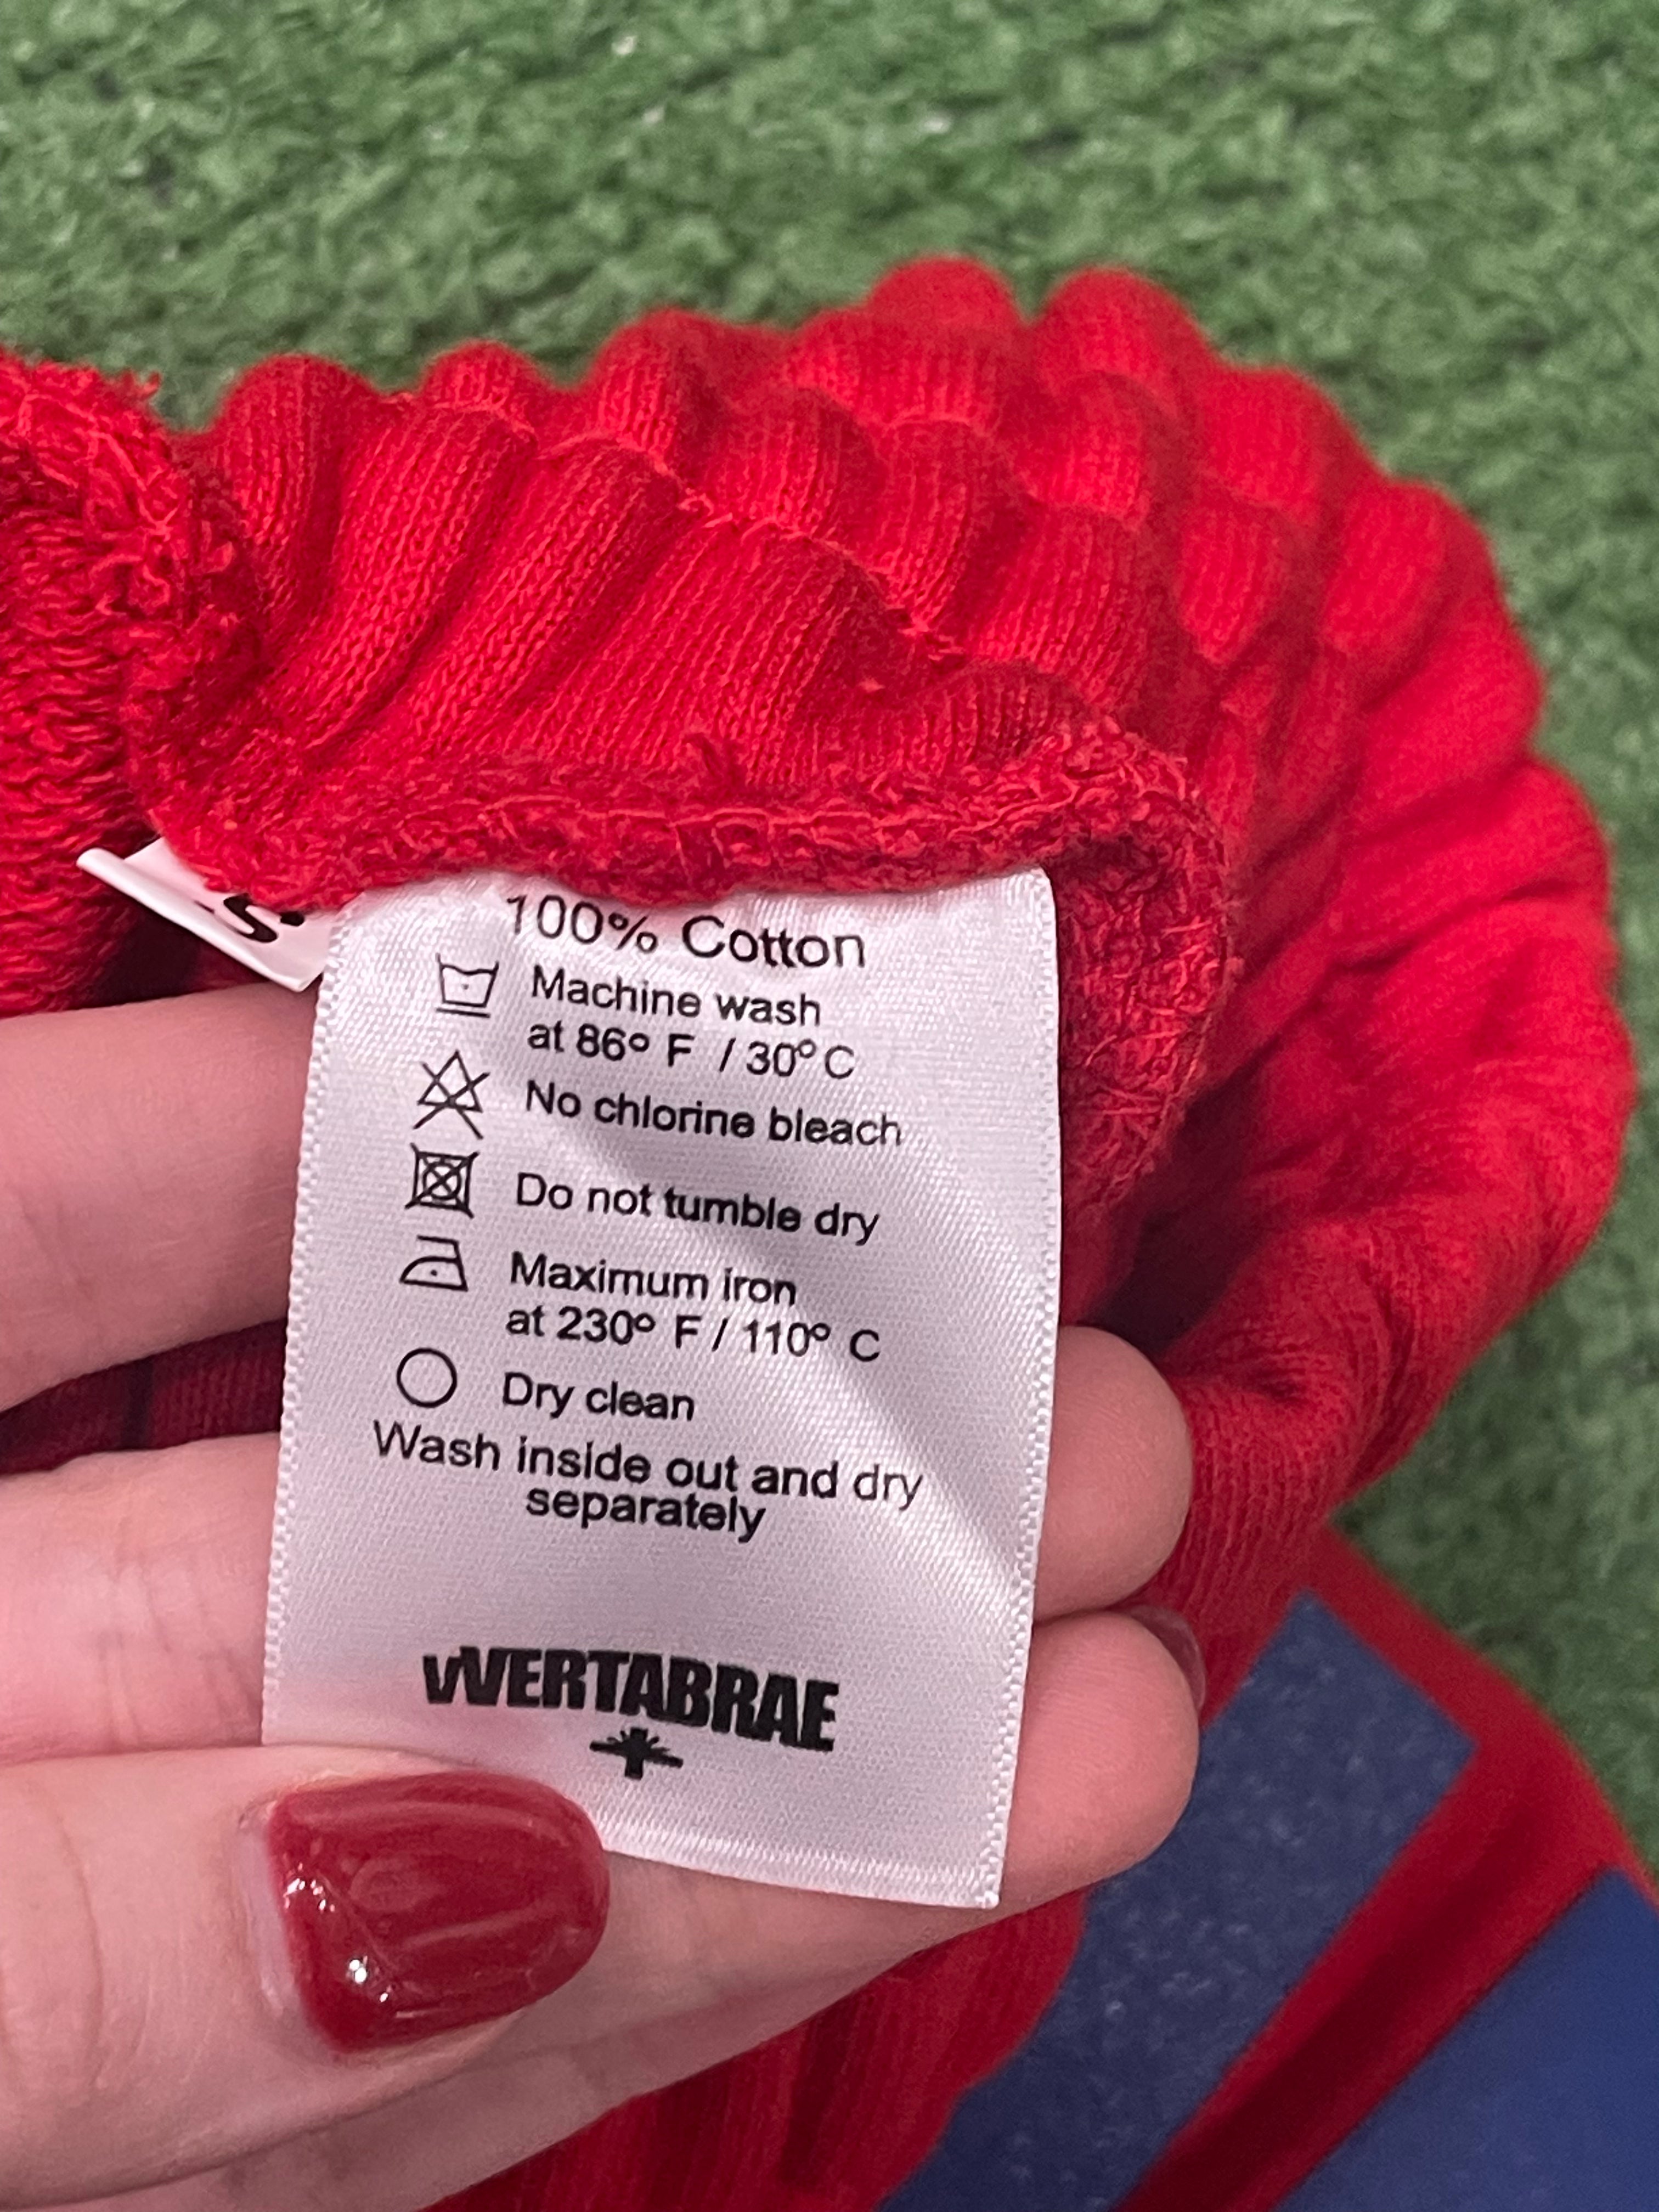 S
100% Cotton
Machine wash
at 86° F / 30° C
No chlorine bleach
Do not tumble dry
Maximum iron
at 230° F / 110° C
Dry clean
Wash inside out and dry
separately
VVERTABRAE